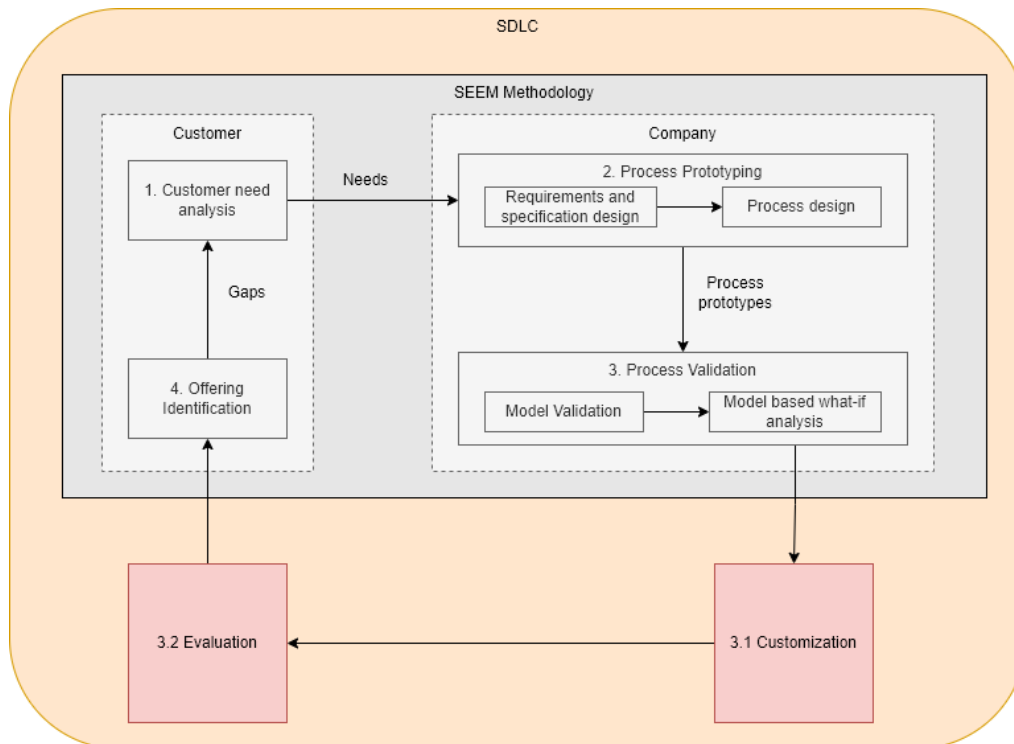 SDLC
SEEM Methodology
Customer
Company
1. Customer need
analysis
Needs
2. Process Prototyping
Requirements and
specification design
Process design
Gaps
Process
prototypes
4. Offering
Identification
3. Process Validation
Model Validation
Model based what-if
analysis
3.2 Evaluation
3.1 Customization